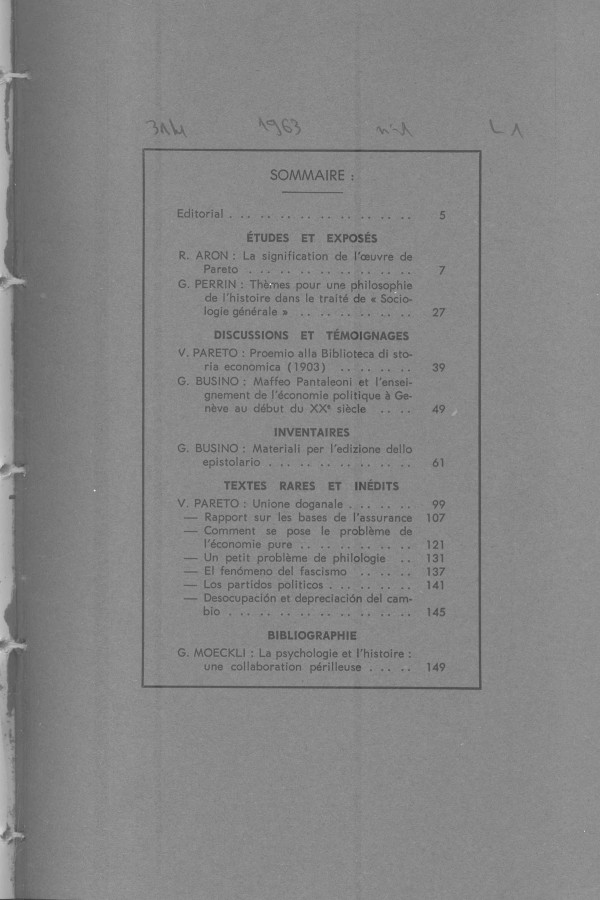 314 1963 n-1 L1
SOMMAIRE :
Editorial . . . . . . . . . . . . . . . . . 5
ÉTUDES ET EXPOSÉS
R. ARON : La signification de l'œuvre de
Pareto . . . . . . . . . . . . . . . 7
G. PERRIN : Thèmes pour une philosophie
de l'histoire dans le traité de « Socio-
logie générale » . . . . . . . . . . 27
DISCUSSIONS ET TÉMOIGNAGES
V. PARETO : Proemio alla Biblioteca di sto-
ria economica (1903) . . . . . . . 39
G. BUSINO : Maffeo Pantaleoni et l'ensei-
gnement de l'économie politique à Ge-
nève au début du XXe siècle . . . . 49
INVENTAIRES
G. BUSINO : Materiali per l'edizione dello
epistolario . . . . . . . . . . . . . 61
TEXTES RARES ET INÉDITS
V. PARETO : Unione doganale . . . . . . 99
— Rapport sur les bases de l'assurance 107
— Comment se pose le problème de
l'économie pure . . . . . . . . . . 121
— Un petit problème de philologie . . 131
— El fenómeno del fascismo . . . . . 137
— Los partidos politicos . . . . . . . . 141
— Desocupación et depreciación del cam-
bio . . . . . . . . . . . . . . . . . 145
BIBLIOGRAPHIE
G. MOECKLI : La psychologie et l'histoire :
une collaboration périlleuse . . . . 149